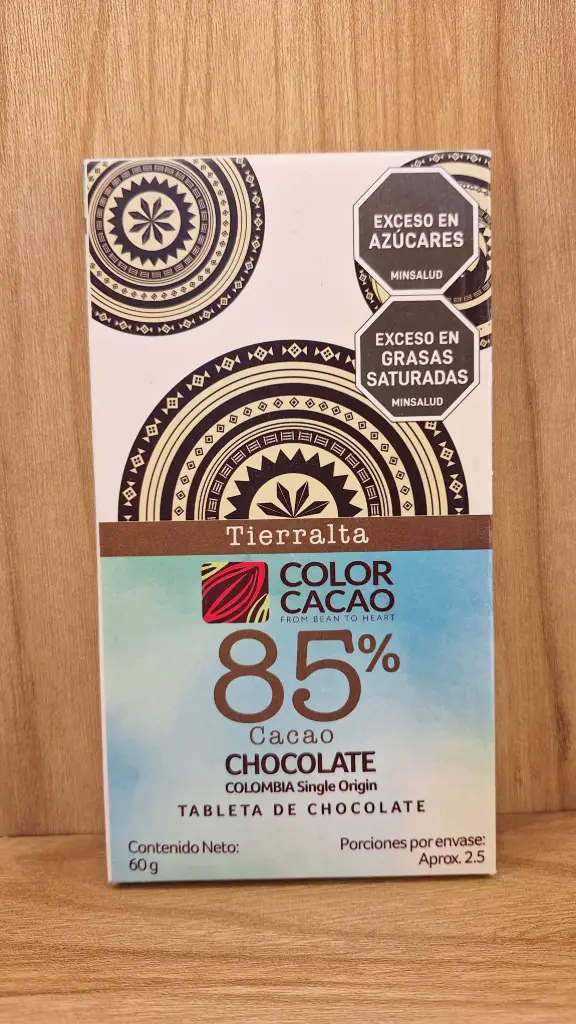 EXCESO EN
AZÚCARES
MINSALUD
EXCESO EN
GRASAS
SATURADAS
MINSALUD
Tierralta
COLOR
CACAO
FROM BEAN TO HEART
85%
Cacao
CHOCOLATE
COLOMBIA Single Origin
TABLETA DE CHOCOLATE
Contenido Neto:
60 g
Porciones por envase:
Aprox. 2.5